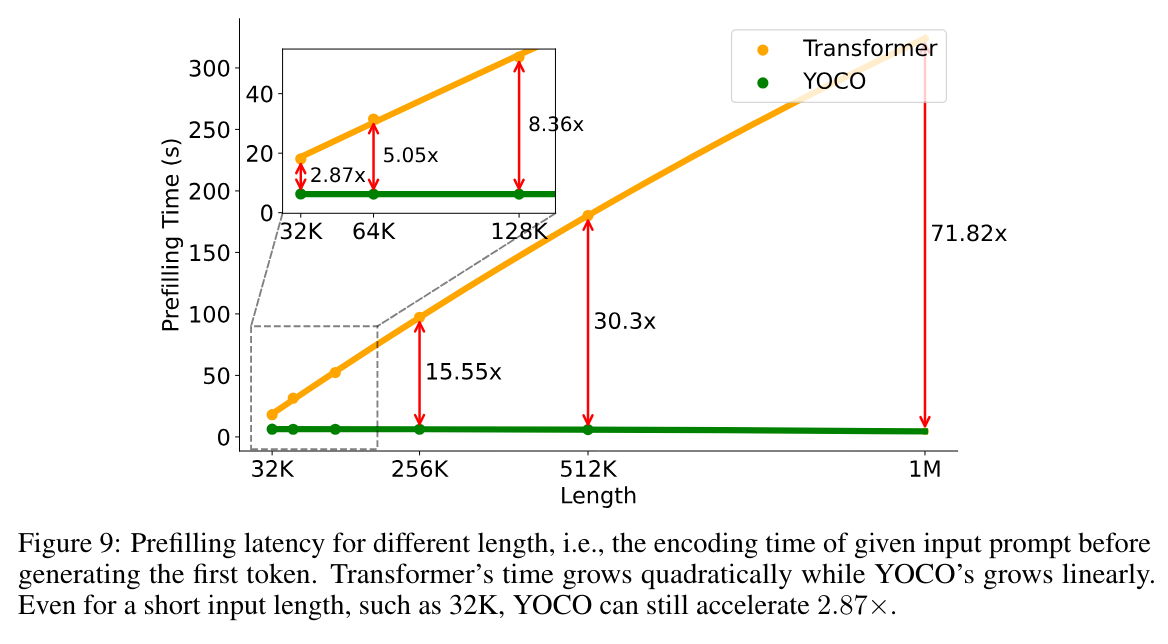 Transformer
YOCO
300
250
200
150
100
50
0
Prefilling Time (s)
40
20
0
2.87x
5.05x
8.36x
32K 64K 128K
15.55x
30.3x
71.82x
32K 256K 512K 1M
Length
Figure 9: Prefilling latency for different length, i.e., the encoding time of given input prompt before
generating the first token. Transformer's time grows quadratically while YOCO's grows linearly.
Even for a short input length, such as 32K, YOCO can still accelerate 2.87×.